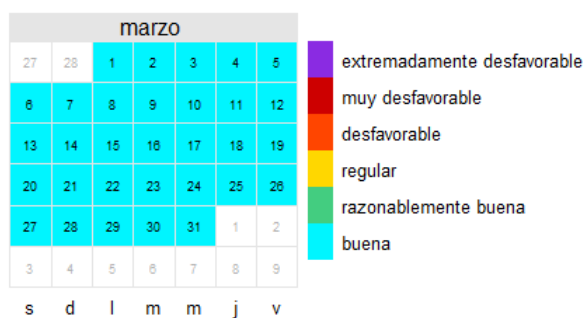 marzo
27 28 1 2 3 4 5
6 7 8 9 10 11 12
13 14 15 16 17 18 19
20 21 22 23 24 25 26
27 28 29 30 31 1 2
3 4 5 6 7 8 9
s d l m m j v
extremadamente desfavorable
muy desfavorable
desfavorable
regular
razonablemente buena
buena